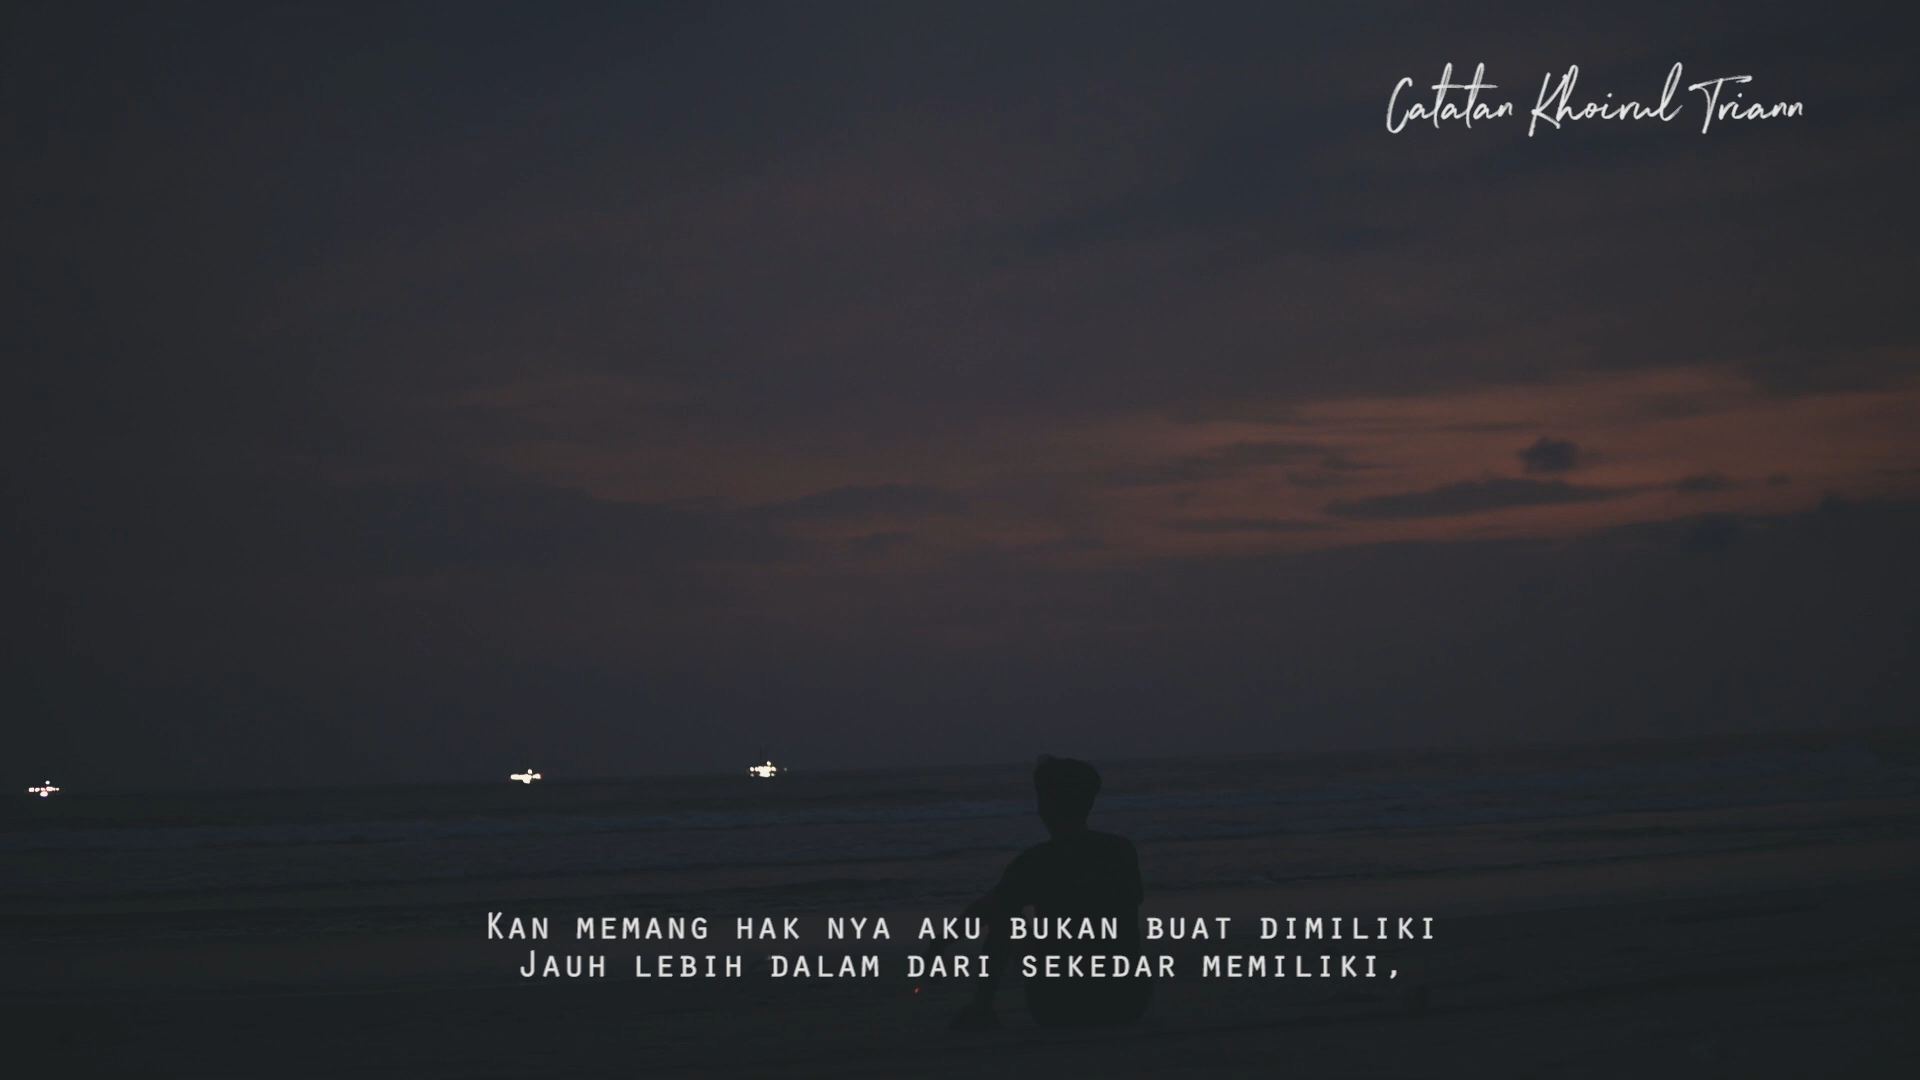 Catatan Khoirul Triann
Kan memang hak nya aku bukan buat dimiliki
Jauh lebih dalam dari sekedar memiliki,